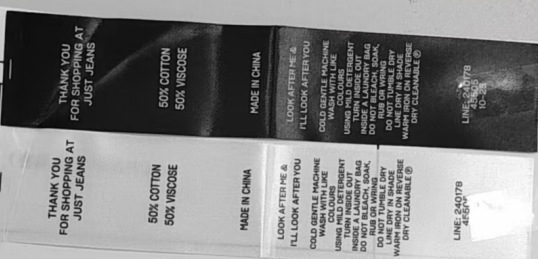 THANK YOU
FOR SHOPPING AT
JUST JEANS
50% COTTON
50% VISCOSE
MADE IN CHINA
LOOK AFTER ME &
I'LL LOOK AFTER YOU
COLD GENTLE MACHINE
WASH WITH LIKE
COLOURS
USING MILD DETERGENT
TURN INSIDE OUT
INSIDE A LAUNDRY BAG
DO NOT BLEACH, SOAK,
RUB OR WRING
DO NOT TUMBLE DRY
LINE DRY IN SHADE
WARM IRON ON REVERSE
DRY CLEANABLE Ⓟ
LINE: 240178
45505
10-23
THANK YOU
FOR SHOPPING AT
JUST JEANS
50% COTTON
50% VISCOSE
MADE IN CHINA
LOOK AFTER ME &
I'LL LOOK AFTER YOU
COLD GENTLE MACHINE
WASH WITH LIKE
COLOURS
USING MILD DETERGENT
TURN INSIDE OUT
INSIDE A LAUNDRY BAG
DO NOT BLEACH, SOAK,
RUB OR WRING
DO NOT TUMBLE DRY
LINE DRY IN SHADE
WARM IRON ON REVERSE
DRY CLEANABLE Ⓟ
LINE: 240178